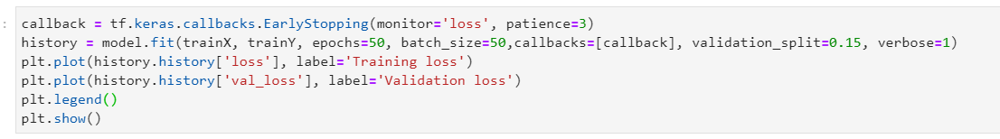 callback = tf.keras.callbacks.EarlyStopping(monitor='loss', patience=3)
history = model.fit(trainX, trainY, epochs=50, batch_size=50,callbacks=[callback], validation_split=0.15, verbose=1)
plt.plot(history.history['loss'], label='Training loss')
plt.plot(history.history['val_loss'], label='Validation loss')
plt.legend()
plt.show()